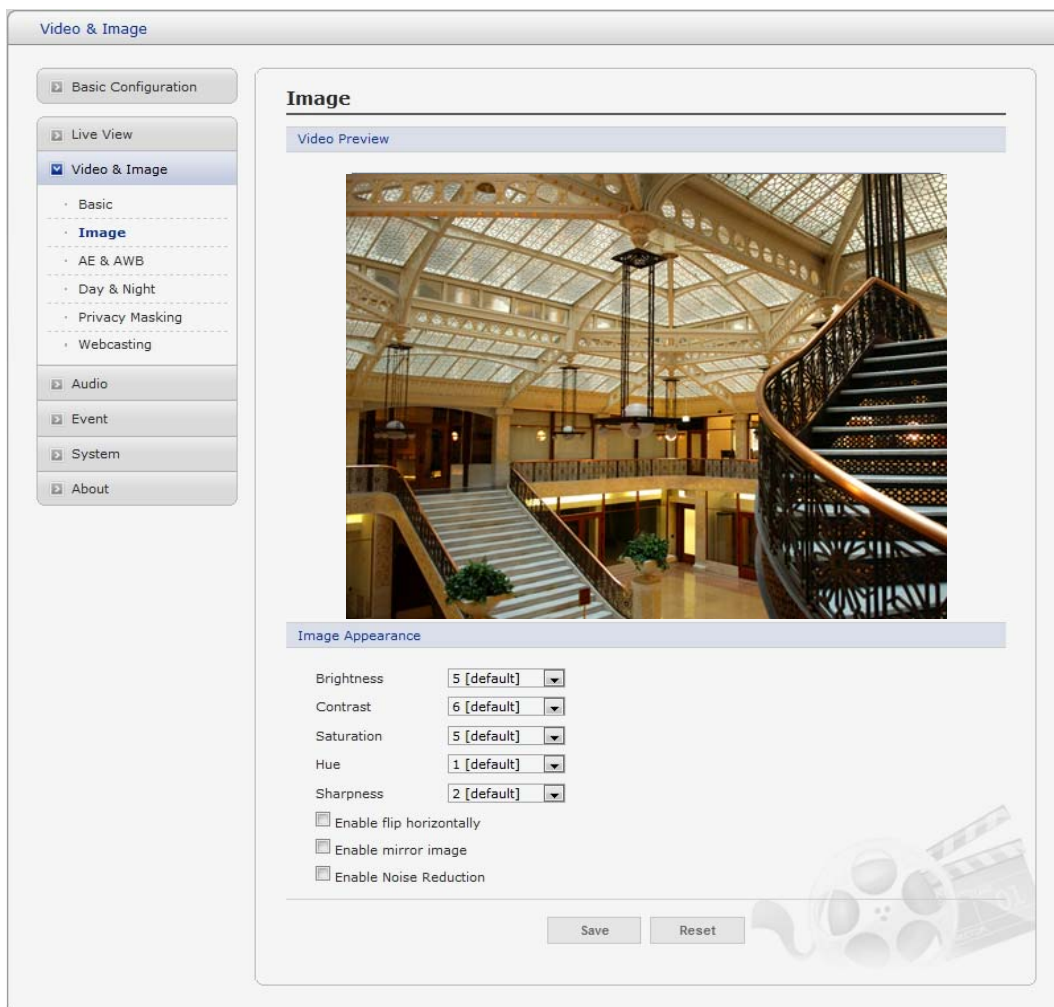 Video & Image
Basic Configuration
Live View
Video & Image
Basic
Image
AE & AWB
Day & Night
Privacy Masking
Webcasting
Audio
Event
System
About
Image
Video Preview
Image Appearance
Brightness 5 [default]
Contrast 6 [default]
Saturation 5 [default]
Hue 1 [default]
Sharpness 2 [default]
Enable flip horizontally
Enable mirror image
Enable Noise Reduction
Save Reset
01